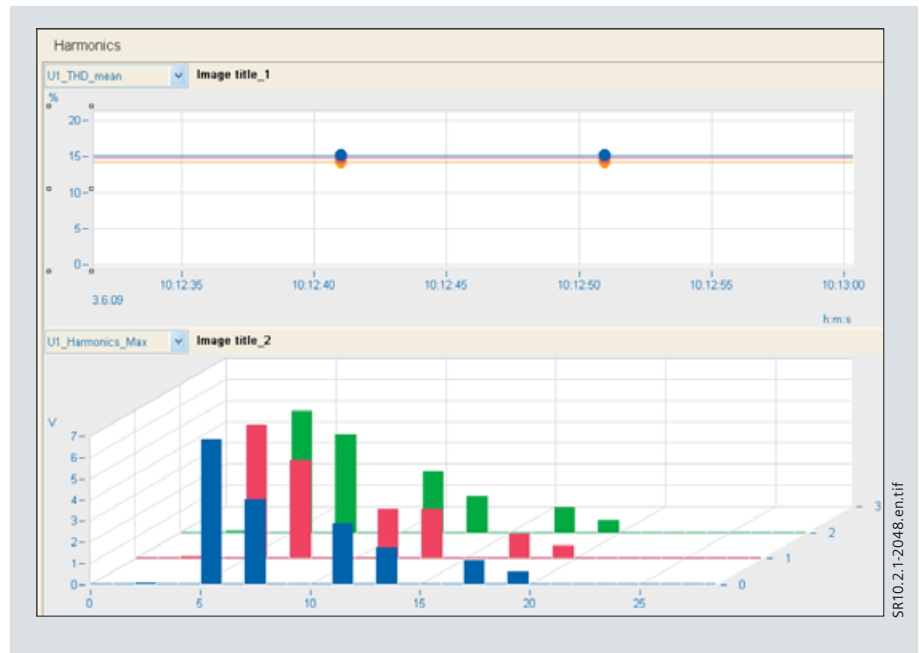 Harmonics
U1_THD_mean Image title_1
%
20
15
10
5
0
10:12:35 10:12:40 10:12:45 10:12:50 10:12:55 10:13:00
3.6.09
h:m:s
U1_Harmonics_Max Image title_2
V
7
6
5
4
3
2
1
0
0 5 10 15 20 25
0
1
2
3
SR10.2.1-2048.en.tif